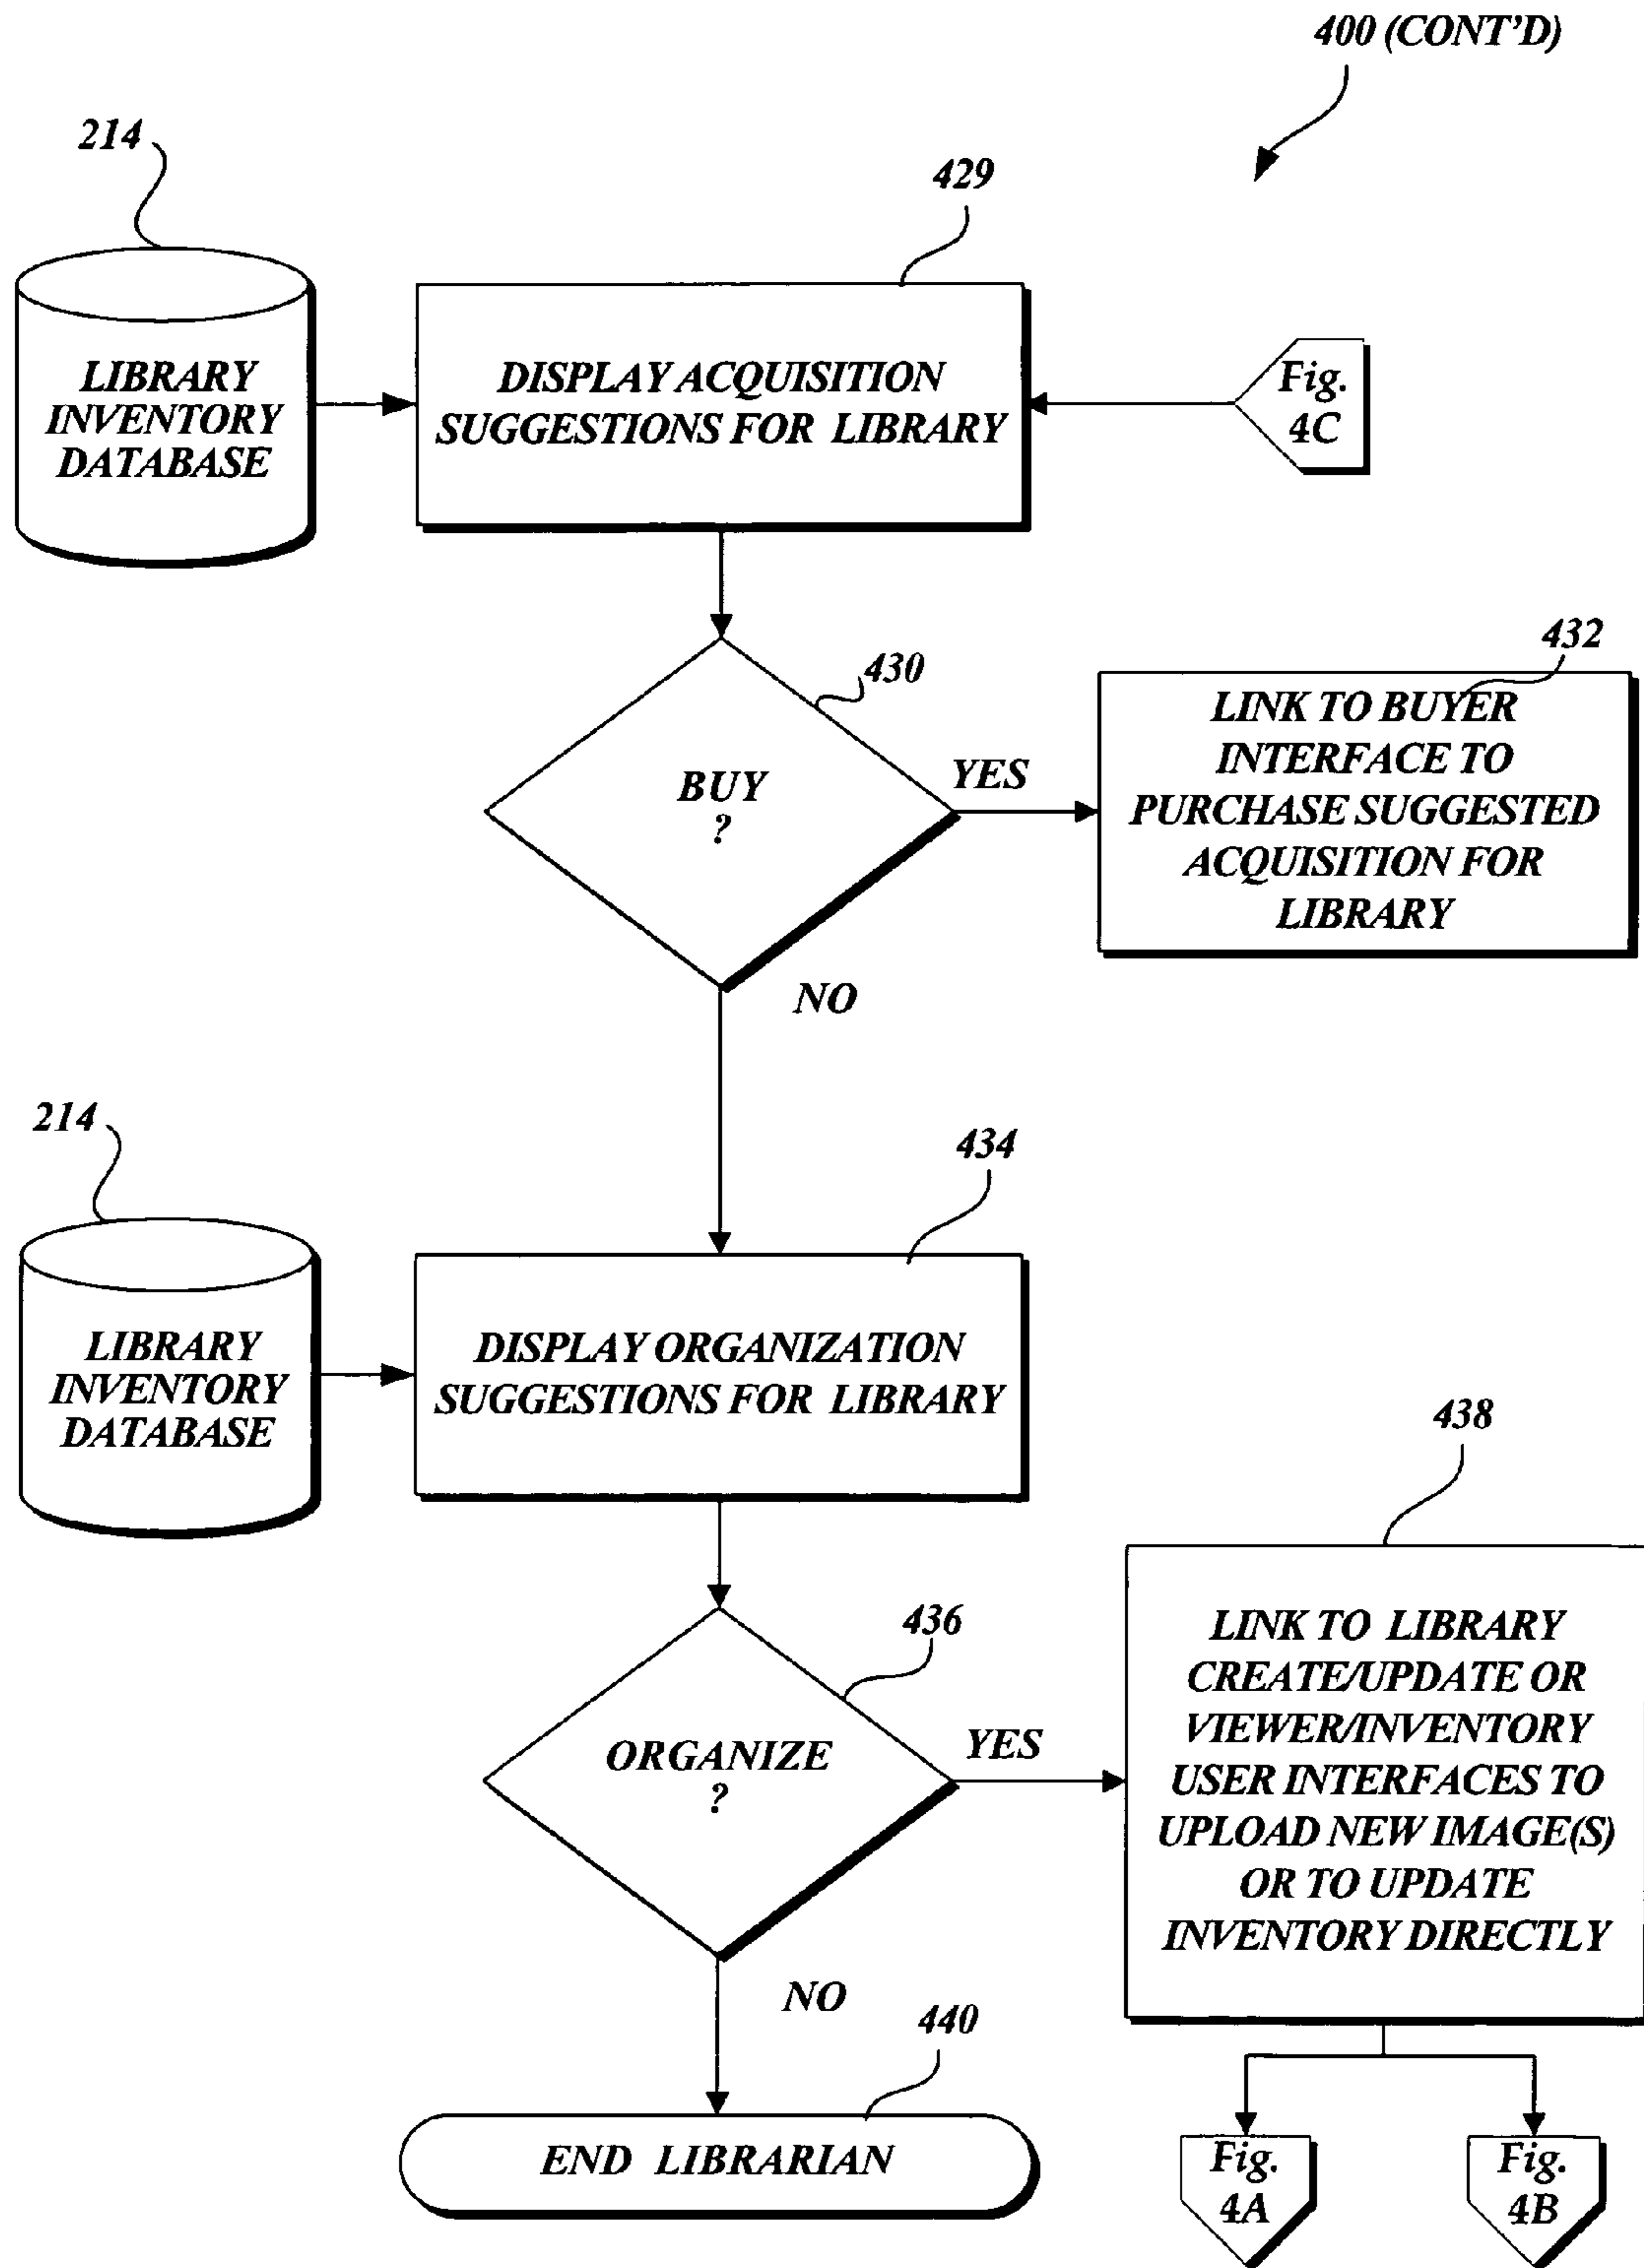 400 (CONT'D)
214
429
LIBRARY
INVENTORY
DATABASE
DISPLAY ACQUISITION
SUGGESTIONS FOR LIBRARY
Fig.
4C
430
BUY
?
YES
432
LINK TO BUYER
INTERFACE TO
PURCHASE SUGGESTED
ACQUISITION FOR
LIBRARY
NO
214
434
LIBRARY
INVENTORY
DATABASE
DISPLAY ORGANIZATION
SUGGESTIONS FOR LIBRARY
436
ORGANIZE
?
YES
438
LINK TO LIBRARY
CREATE/UPDATE OR
VIEWER/INVENTORY
USER INTERFACES TO
UPLOAD NEW IMAGE(S)
OR TO UPDATE
INVENTORY DIRECTLY
NO
440
END LIBRARIAN
Fig.
4A
Fig.
4B